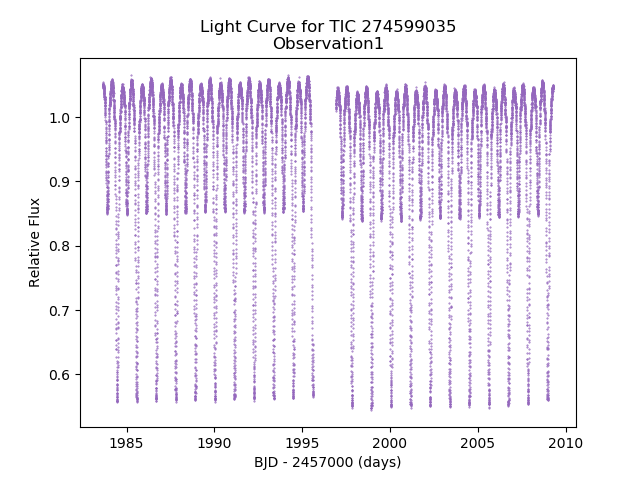 Light Curve for TIC 274599035
Observation1
1.0
0.9
0.8
0.7
0.6
Relative Flux
1985
1990
1995
2000
2005
2010
BJD - 2457000 (days)